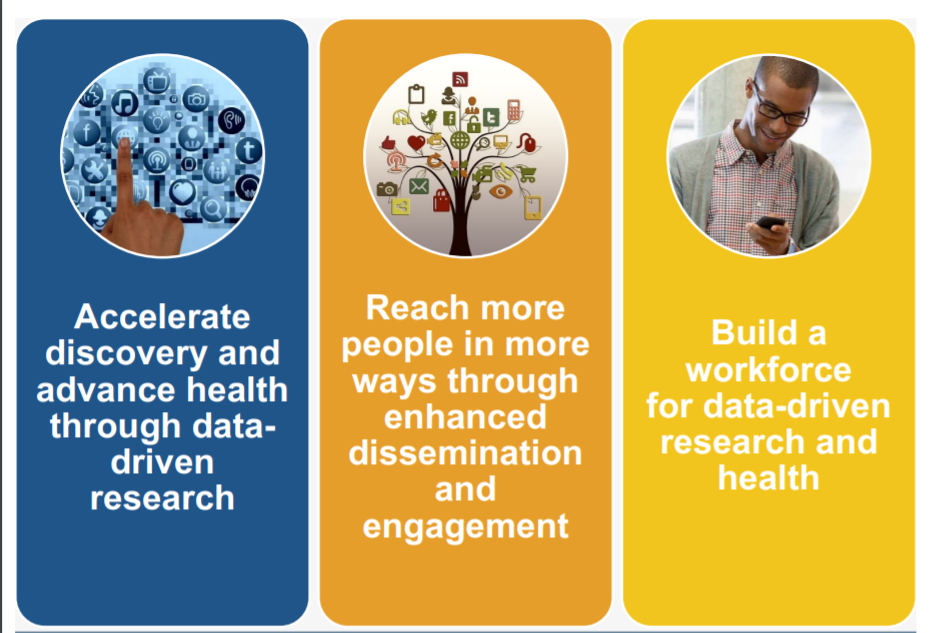 Accelerate
discovery and
advance health
through data-
driven
research
Reach more
people in more
ways through
enhanced
dissemination
and
engagement
Build a
workforce
for data-driven
research and
health